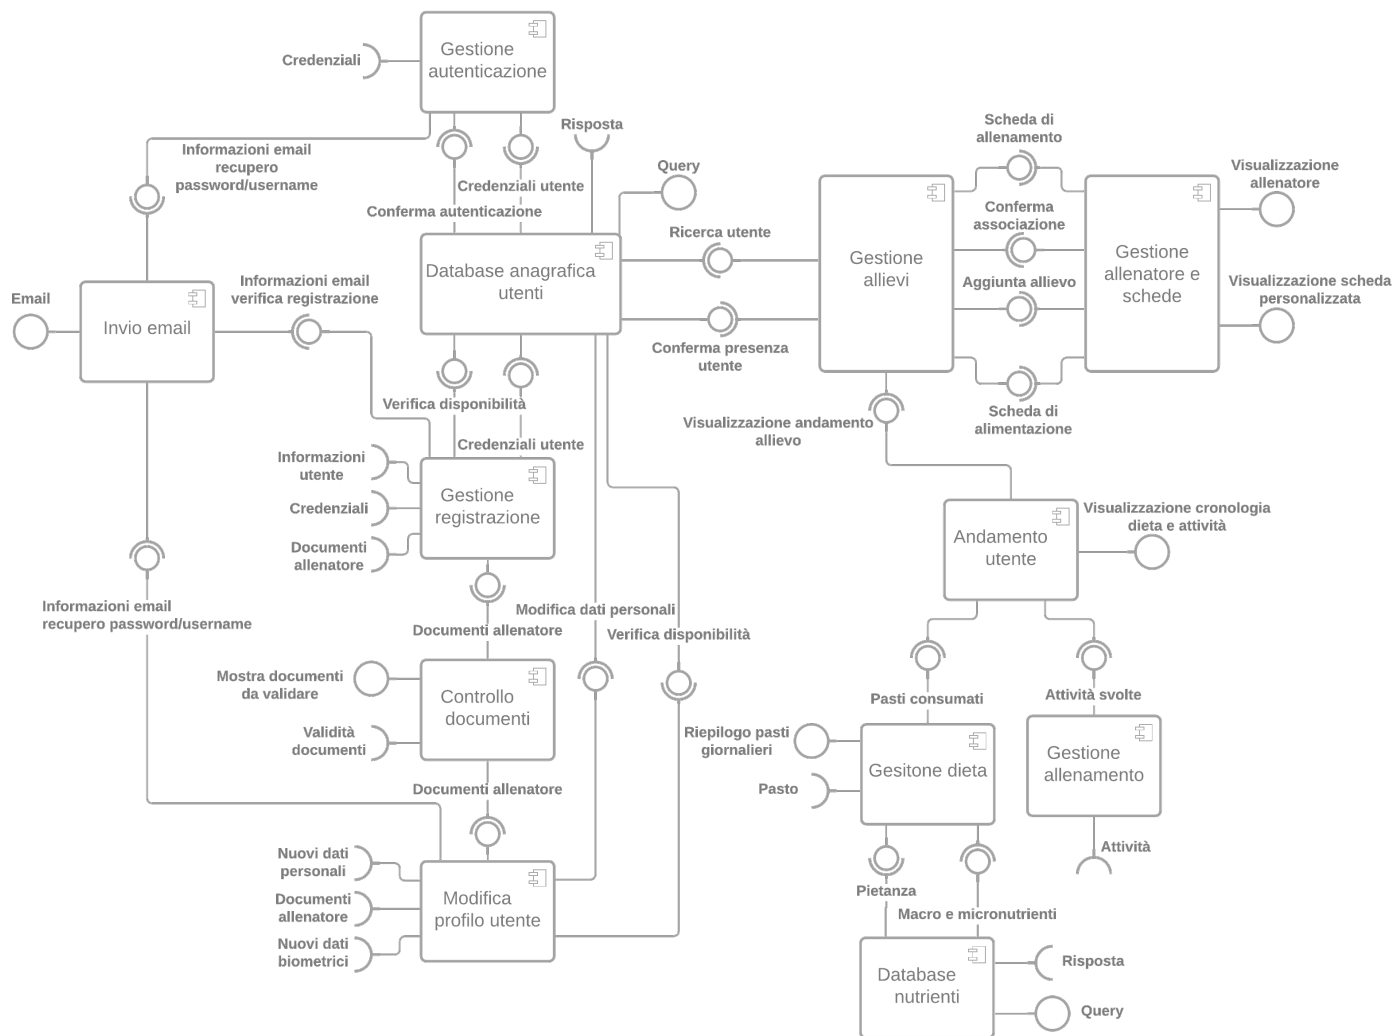 Gestione
autenticazione
Credenziali
Risposta
Informazioni email
recupero
password/username
Credenziali utente
Conferma autenticazione
Query
Scheda di
allenamento
Visualizzazione
allenatore
Conferma
associazione
Ricerca utente
Gestione
allievi
Gestione
allenatore e
schede
Database anagrafica
utenti
Aggiunta allievo
Informazioni email
verifica registrazione
Visualizzazione scheda
personalizzata
Email
Invio email
Conferma presenza
utente
Verifica disponibilità
Scheda di
alimentazione
Visualizzazione andamento
allievo
Credenziali utente
Informazioni
utente
Credenziali
Documenti
allenatore
Gestione
registrazione
Andamento
utente
Visualizzazione cronologia
dieta e attività
Informazioni email
recupero password/username
Modifica dati personali
Documenti allenatore
Verifica disponibilità
Mostra documenti
da validare
Controllo
documenti
Validità
documenti
Pasti consumati
Attività svolte
Riepilogo pasti
giornalieri
Gesitone dieta
Pasto
Gestione
allenamento
Documenti allenatore
Attività
Nuovi dati
personali
Documenti
allenatore
Nuovi dati
biometrici
Modifica
profilo utente
Pietanza
Macro e micronutrienti
Database
nutrienti
Risposta
Query